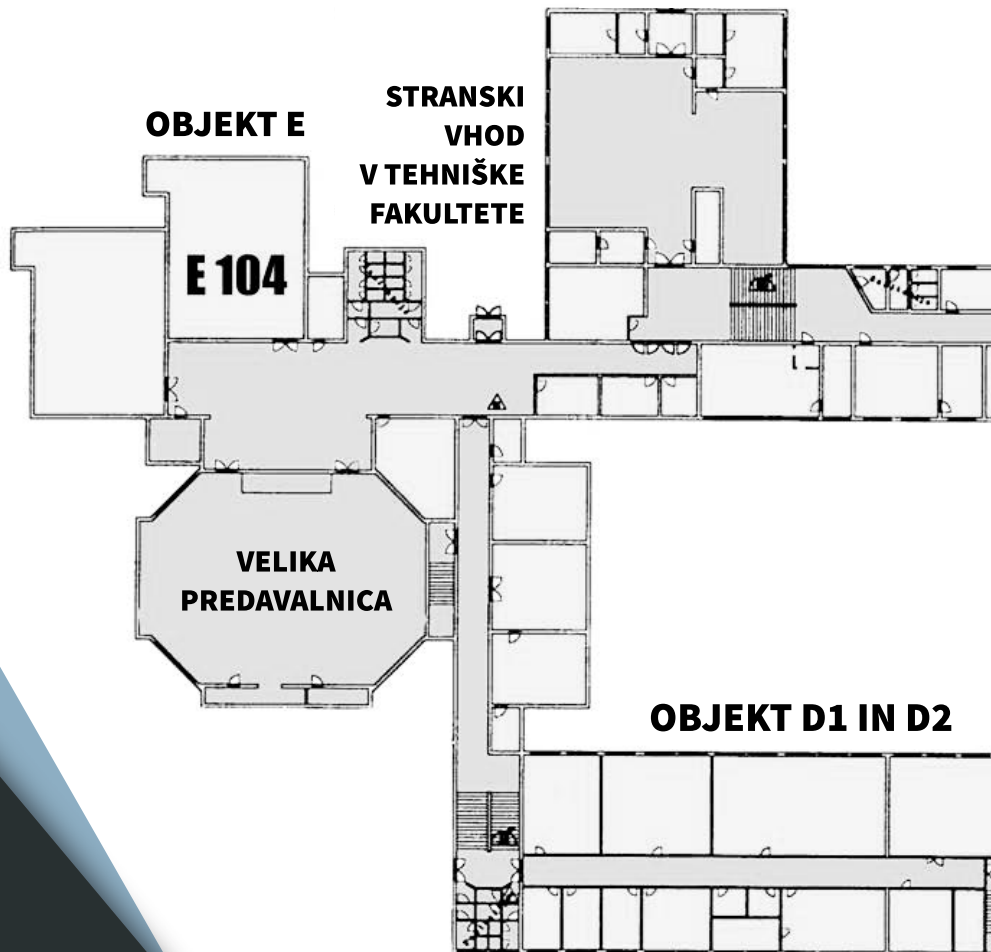 OBJEKT E
STRANSKI
VHOD
V TEHNIŠKE
FAKULTETE
E 104
VELIKA
PREDAVALNICA
OBJEKT D1 IN D2